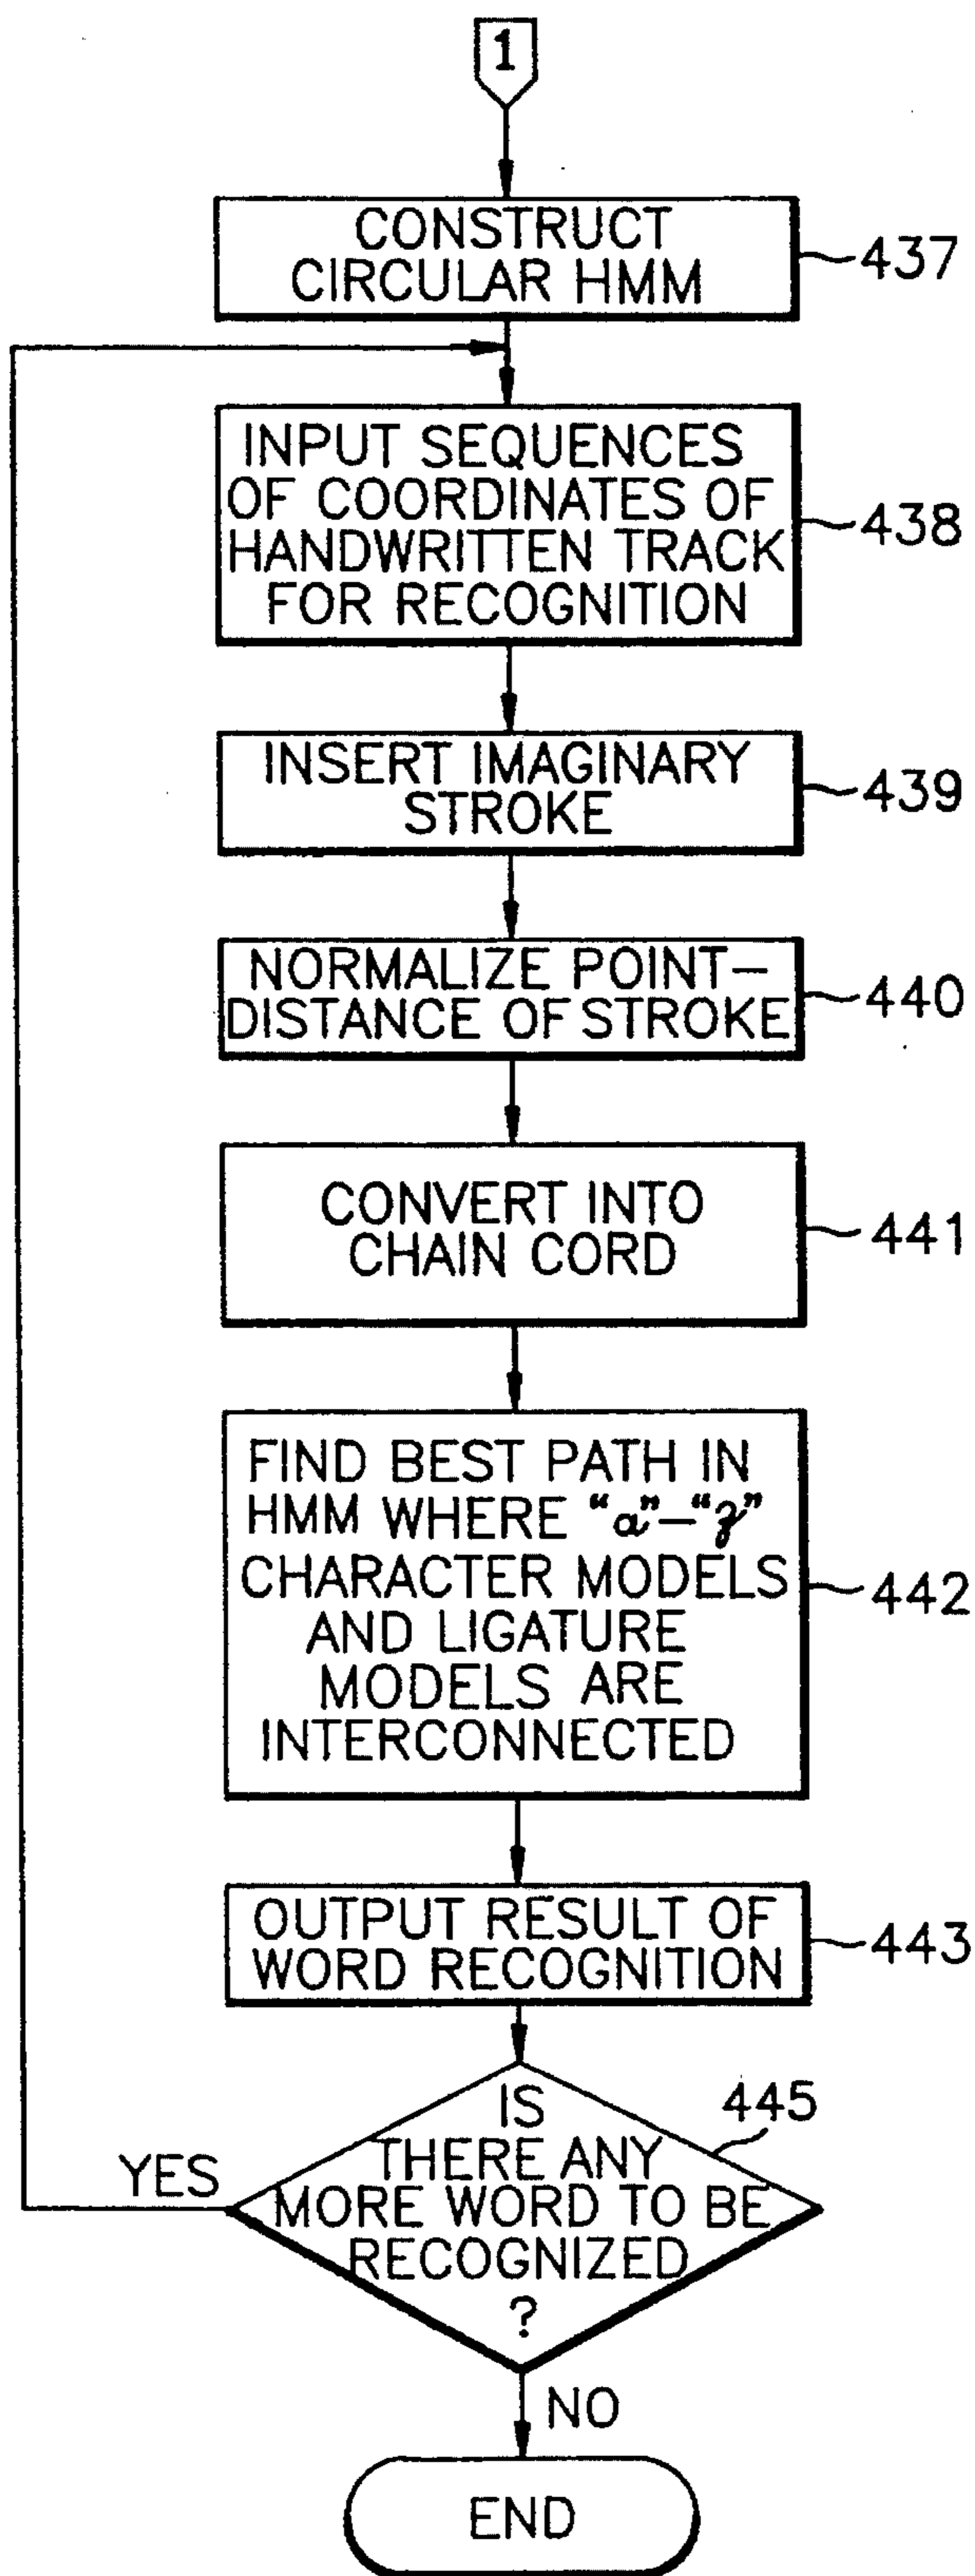 1
CONSTRUCT
CIRCULAR HMM
437
INPUT SEQUENCES
OF COORDINATES OF
HANDWRITTEN TRACK
FOR RECOGNITION
438
INSERT IMAGINARY
STROKE
439
NORMALIZE POINT—
DISTANCE OF STROKE
440
CONVERT INTO
CHAIN CORD
441
FIND BEST PATH IN
HMM WHERE “a”—“z”
CHARACTER MODELS
AND LIGATURE
MODELS ARE
INTERCONNECTED
442
OUTPUT RESULT OF
WORD RECOGNITION
443
445
IS
THERE ANY
MORE WORD TO BE
RECOGNIZED
?
YES
NO
END